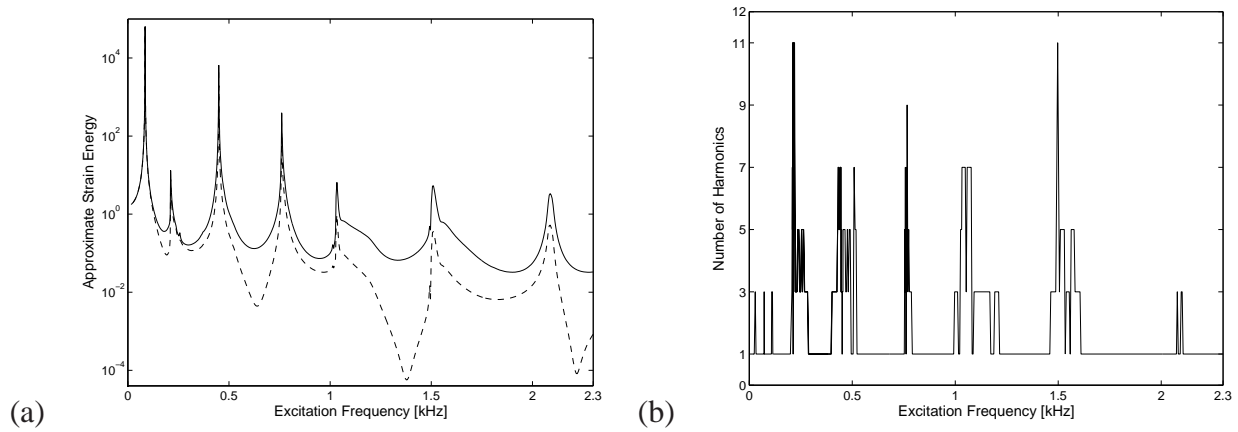 (a)
Approximate Strain Energy
10^4
10^2
10^0
10^-2
10^-4
0 0.5 1 1.5 2 2.3
Excitation Frequency [kHz]
(b)
Number of Harmonics
12
11
9
7
5
3
1
0
0 0.5 1 1.5 2 2.3
Excitation Frequency [kHz]